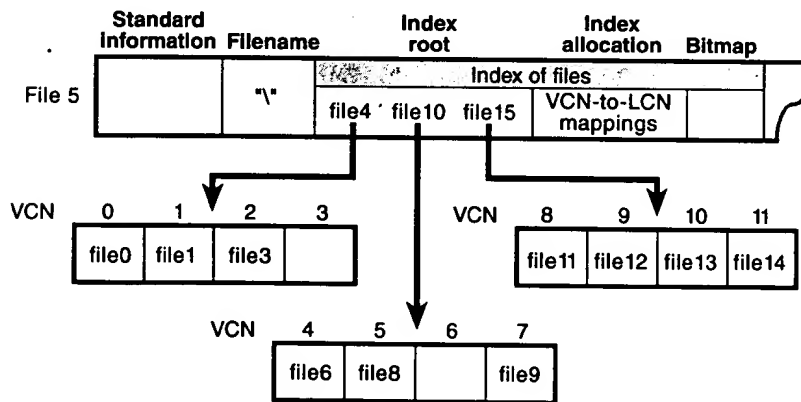 Standard information Filename Index root Index allocation Bitmap
Index of files
File 5 "\" file4 file10 file15 VCN-to-LCN mappings
VCN 0 1 2 3
file0 file1 file3
VCN 8 9 10 11
file11 file12 file13 file14
VCN 4 5 6 7
file6 file8 file9